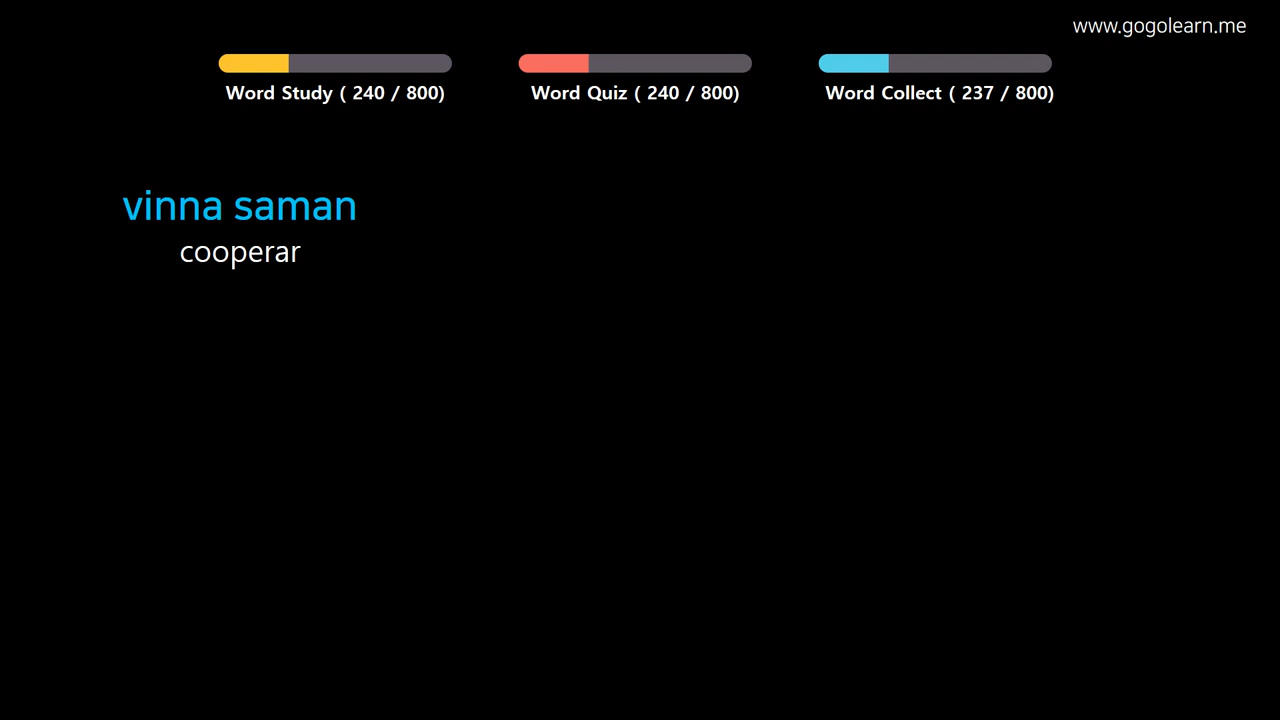 www.gogolearn.me
Word Study ( 240 / 800)
Word Quiz ( 240 / 800)
Word Collect ( 237 / 800)
vinna saman
cooperar